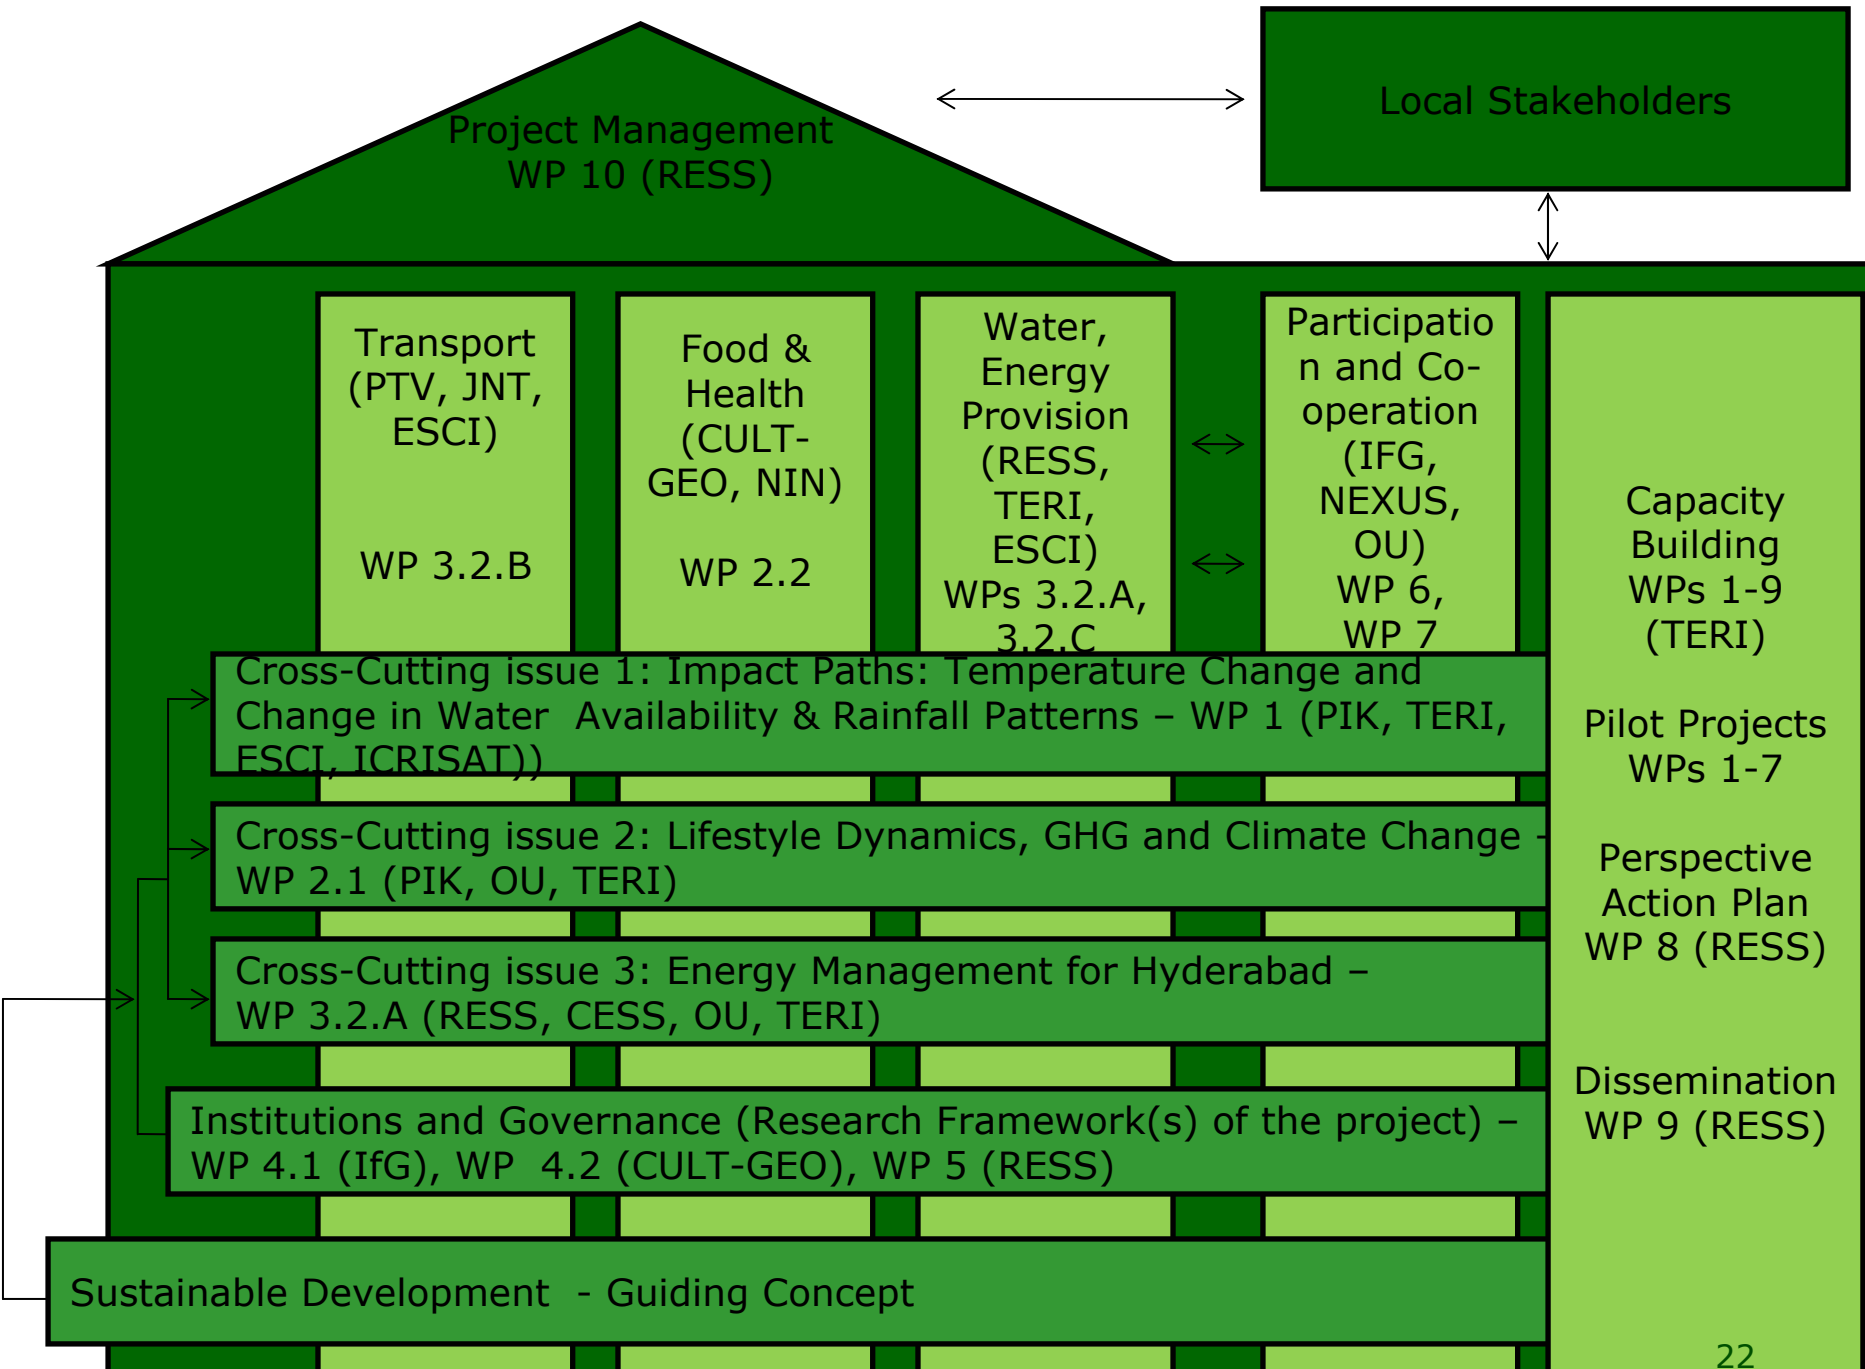 Project Management
WP 10 (RESS)
Local Stakeholders
Transport
(PTV, JNT,
ESCI)
WP 3.2.B
Food &
Health
(CULT-
GEO, NIN)
WP 2.2
Water,
Energy
Provision
(RESS,
TERI,
ESCI)
WPs 3.2.A,
3.2.C
Participatio
n and Co-
operation
(IFG,
NEXUS,
OU)
WP 6,
WP 7
Capacity
Building
WPs 1-9
(TERI)
Pilot Projects
WPs 1-7
Perspective
Action Plan
WP 8 (RESS)
Dissemination
WP 9 (RESS)
Cross-Cutting issue 1: Impact Paths: Temperature Change and
Change in Water  Availability & Rainfall Patterns – WP 1 (PIK, TERI,
ESCI, ICRISAT))
Cross-Cutting issue 2: Lifestyle Dynamics, GHG and Climate Change -
WP 2.1 (PIK, OU, TERI)
Cross-Cutting issue 3: Energy Management for Hyderabad –
WP 3.2.A (RESS, CESS, OU, TERI)
Institutions and Governance (Research Framework(s) of the project) –
WP 4.1 (IfG), WP  4.2 (CULT-GEO), WP 5 (RESS)
Sustainable Development  - Guiding Concept
22